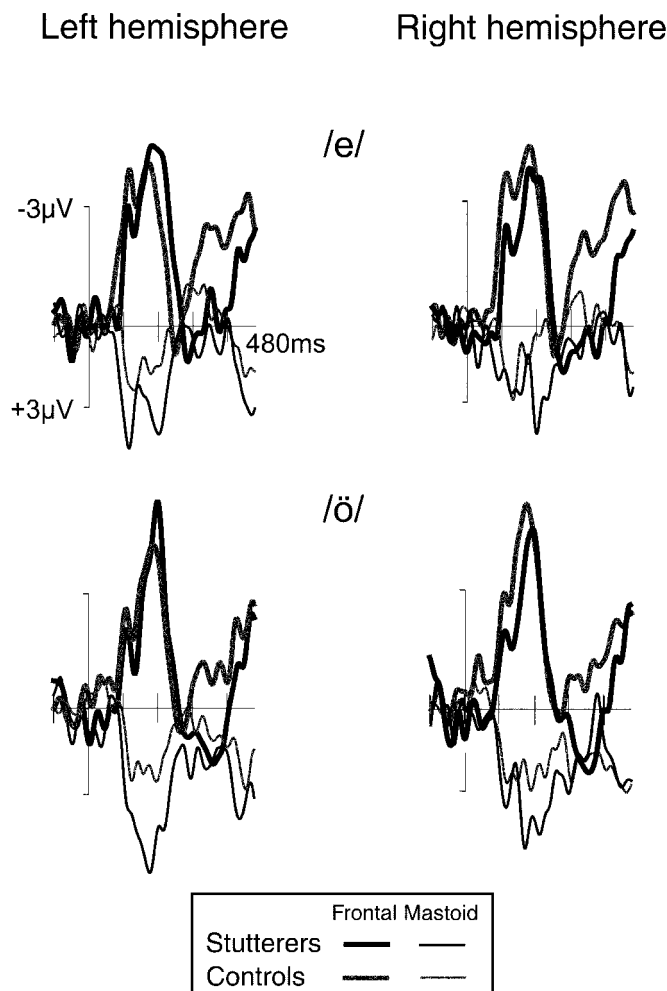 Left hemisphere Right hemisphere
/e/
-3µV
480ms
+3µV
/ö/
Frontal Mastoid
Stutterers
Controls